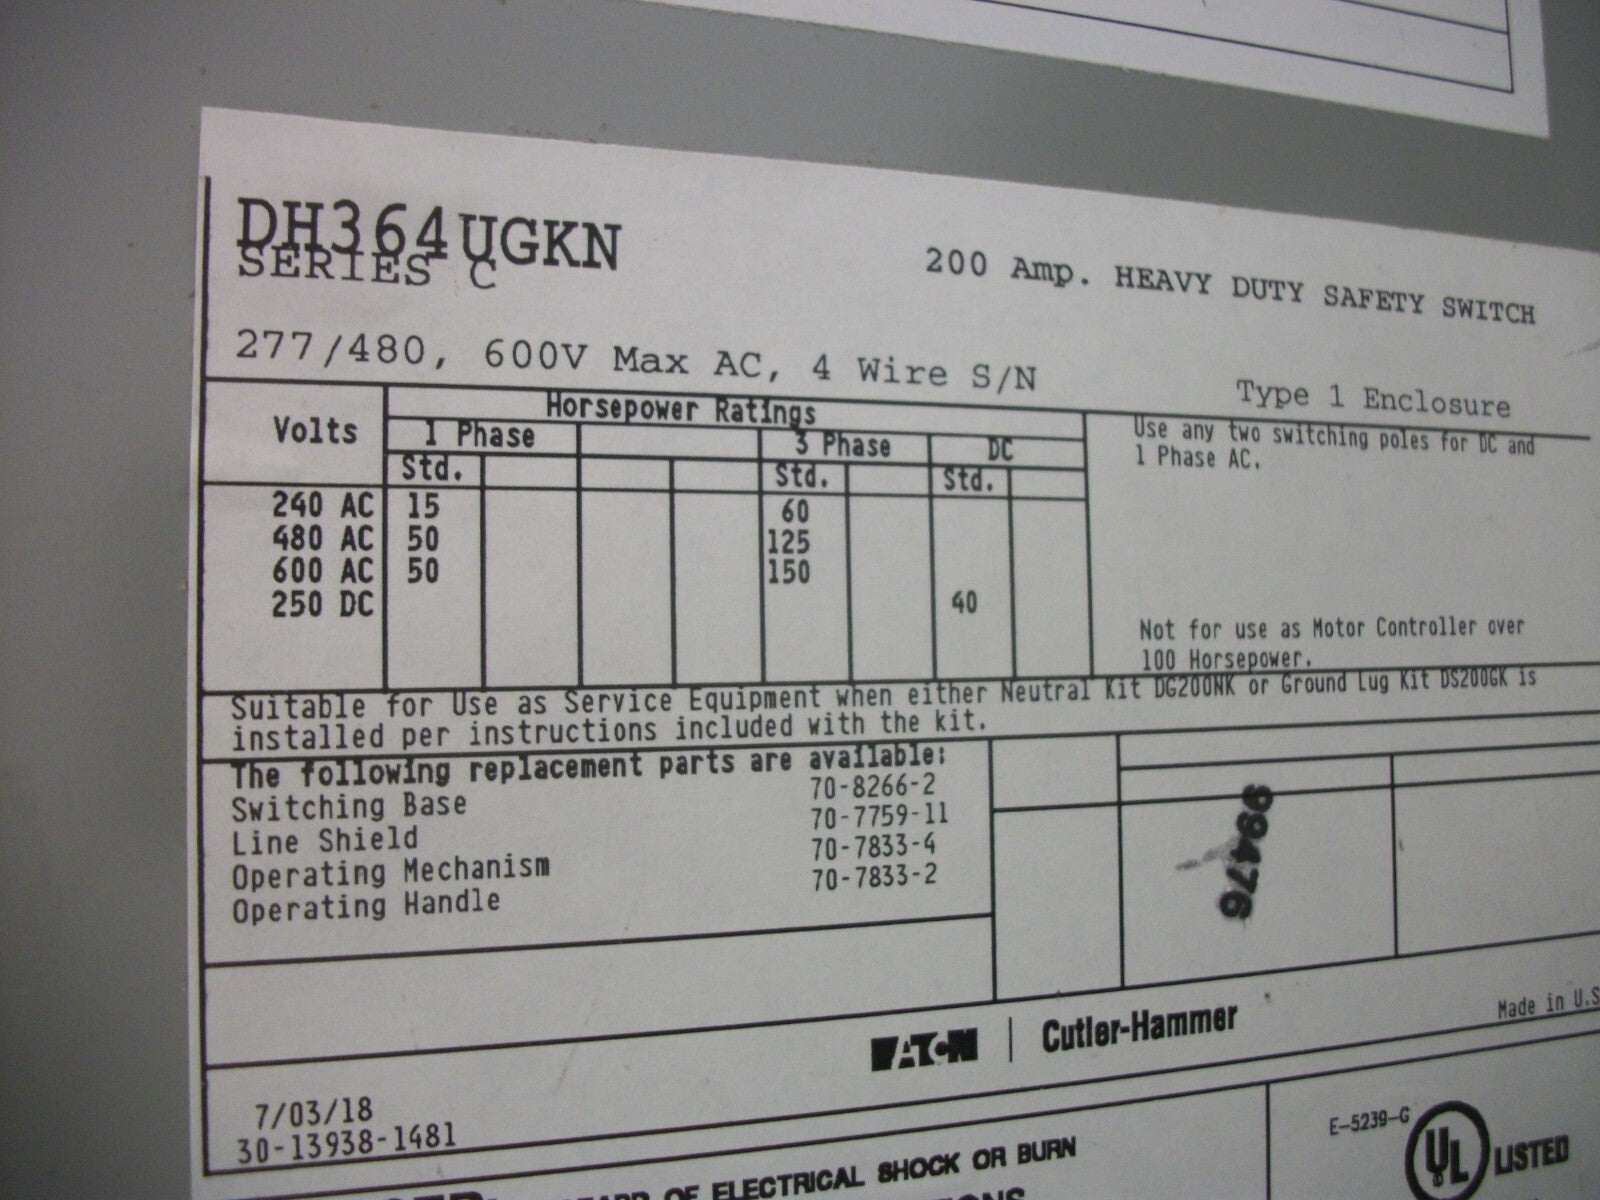 DH364UGKN
SERIES C
200 Amp. HEAVY DUTY SAFETY SWITCH
277/480, 600V Max AC, 4 Wire S/N
Type 1 Enclosure
Volts
Horsepower Ratings
1 Phase
3 Phase
DC
Std.
Std.
Std.
240 AC 15 60
480 AC 50 125
600 AC 50 150
250 DC 40
Use any two switching poles for DC and
1 Phase AC.
Not for use as Motor Controller over
100 Horsepower.
Suitable for Use as Service Equipment when either Neutral Kit DG200NK or Ground Lug Kit DS200GK is
installed per instructions included with the kit.
The following replacement parts are available:
Switching Base 70-8266-2
Line Shield 70-7759-11
Operating Mechanism 70-7833-4
Operating Handle 70-7833-2
99476
EATON | Cutler-Hammer
Made in U.S
7/03/18
30-13938-1481
E-5239-G
UL LISTED
OF ELECTRICAL SHOCK OR BURN